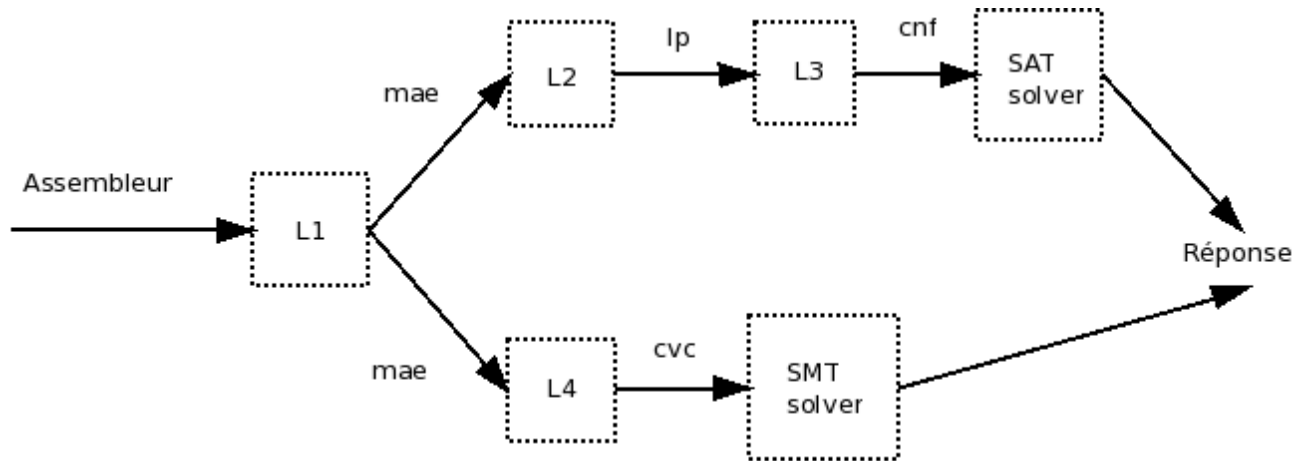 Assembleur
L1
mae
L2
lp
L3
cnf
SAT
solver
mae
L4
cvc
SMT
solver
Réponse